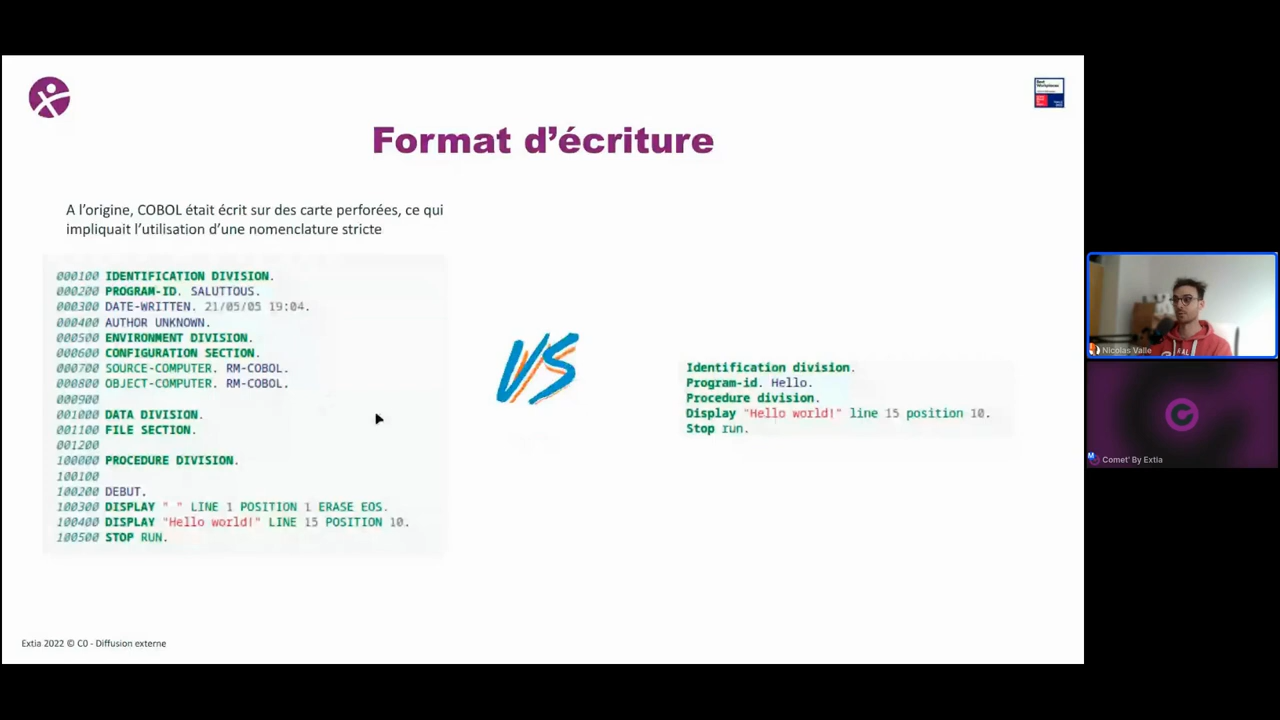 Format d'écriture
A l'origine, COBOL était écrit sur des carte perforées, ce qui
impliquait l'utilisation d'une nomenclature stricte
000100 IDENTIFICATION DIVISION.
000200 PROGRAM-ID. SALUTTOUS.
000300 DATE-WRITTEN. 21/05/05 19:04.
000400 AUTHOR UNKNOWN.
000500 ENVIRONMENT DIVISION.
000600 CONFIGURATION SECTION.
000700 SOURCE-COMPUTER. RM-COBOL.
000800 OBJECT-COMPUTER. RM-COBOL.
000900
001000 DATA DIVISION.
001100 FILE SECTION.
001200
100000 PROCEDURE DIVISION.
100100
100200 DEBUT.
100300 DISPLAY " " LINE 1 POSITION 1 ERASE EOS.
100400 DISPLAY "Hello world!" LINE 15 POSITION 10.
100500 STOP RUN.
VS
Identification division.
Program-id. Hello.
Procedure division.
Display "Hello world!" line 15 position 10.
Stop run.
Extia 2022 © C0 - Diffusion externe
Nicolas Valle
Comet' By Extia